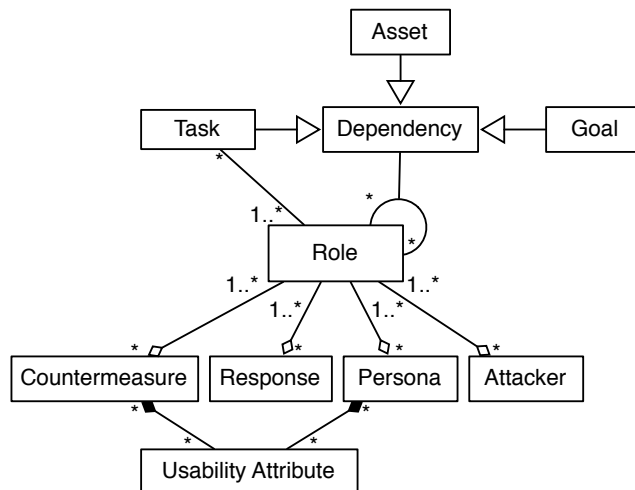 Asset
Task
Dependency
Goal
*
*
1..*
*
Role
1..*
1..*
1..*
1..*
*
*
*
*
Countermeasure
Response
Persona
Attacker
*
*
*
*
Usability Attribute